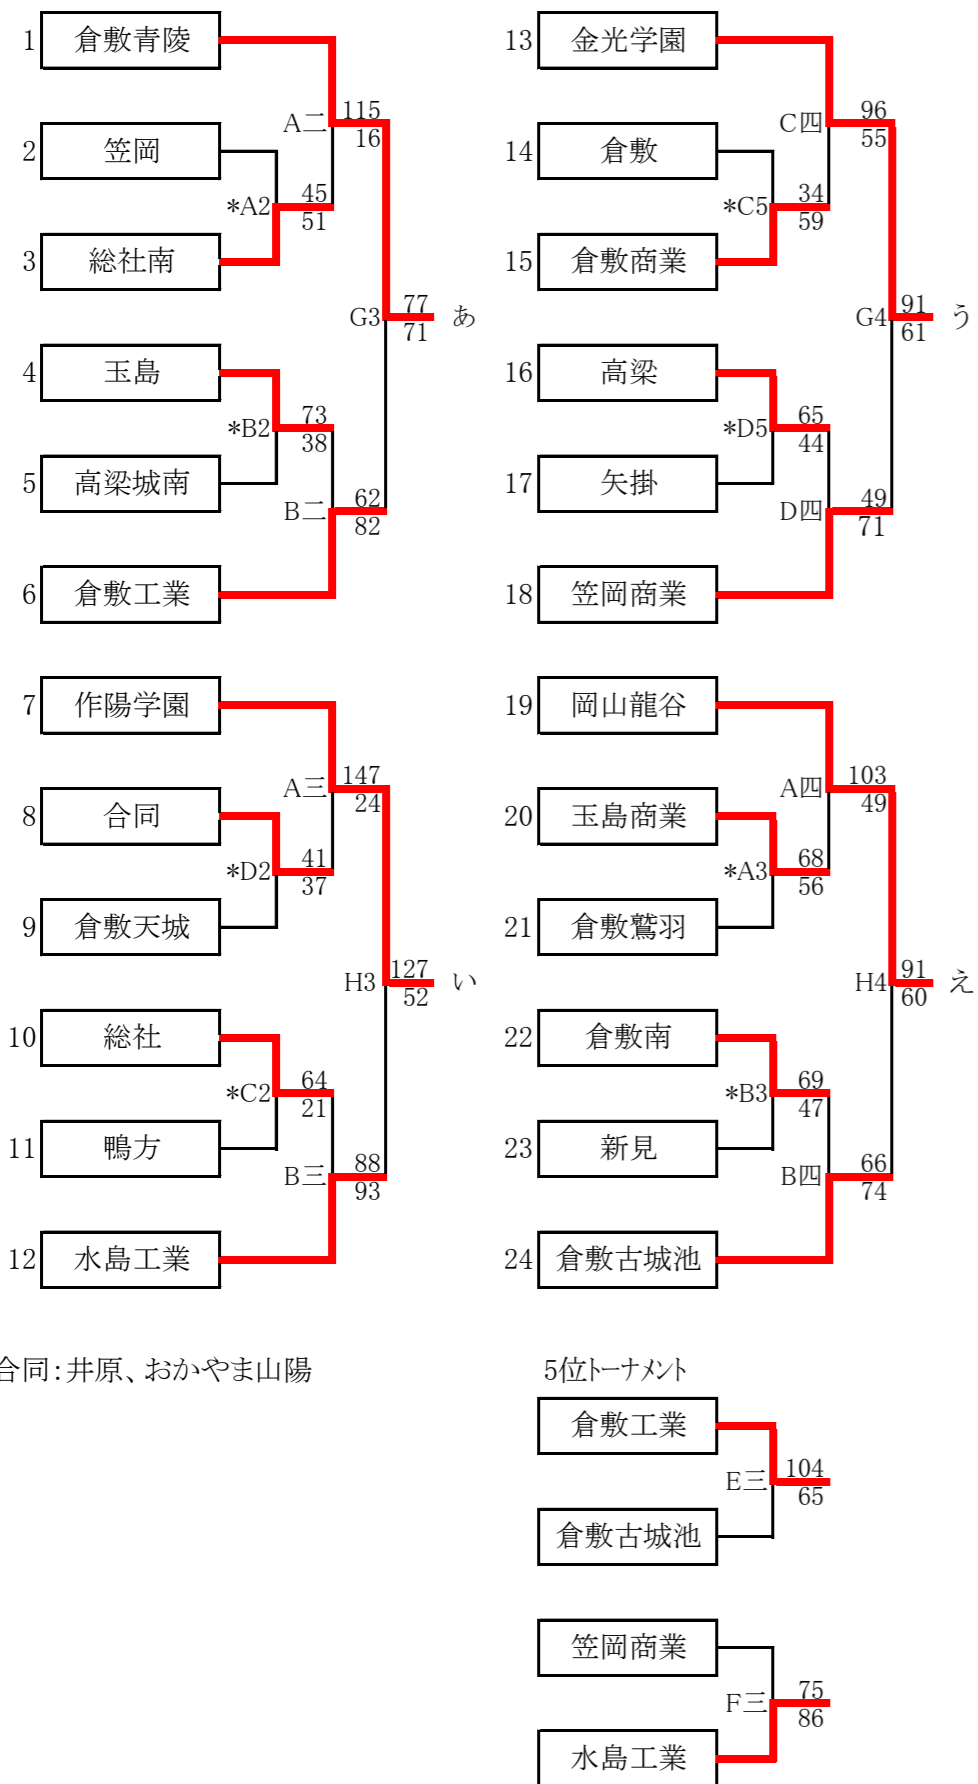 1 倉敷青陵
A二 115
16
2 笠岡
*A2 45
51
3 総社南
G3 77 あ
71
4 玉島
*B2 73
38
5 高梁城南
B二 62
82
6 倉敷工業
7 作陽学園
A三 147
24
8 合同
*D2 41
37
9 倉敷天城
H3 127 い
52
10 総社
*C2 64
21
11 鴨方
B三 88
93
12 水島工業
13 金光学園
C四 96
55
14 倉敷
*C5 34
59
15 倉敷商業
G4 91 う
61
16 高梁
*D5 65
44
17 矢掛
D四 49
71
18 笠岡商業
19 岡山龍谷
A四 103
49
20 玉島商業
*A3 68
56
21 倉敷鷲羽
H4 91 え
60
22 倉敷南
*B3 69
47
23 新見
B四 66
74
24 倉敷古城池
合同:井原、おかやま山陽
5位トーナメント
倉敷工業
E三 104
65
倉敷古城池
笠岡商業
F三 75
86
水島工業